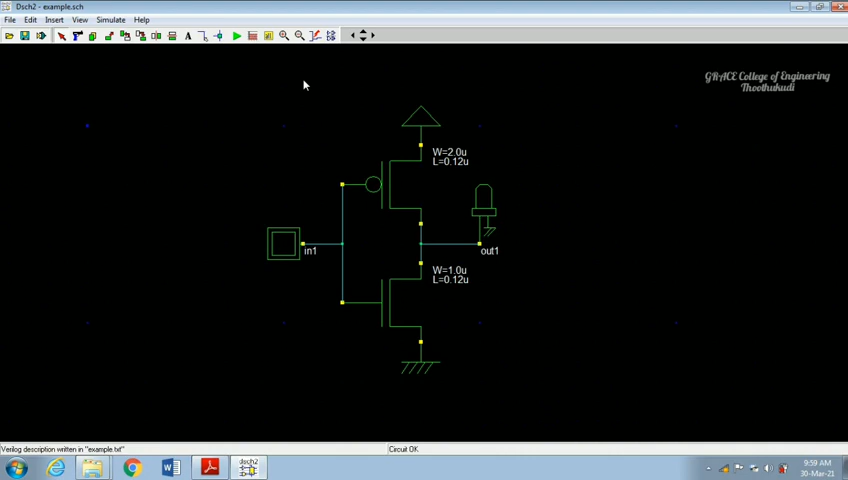 Dsch2 - example.sch
File Edit Insert View Simulate Help
A
GRACE College of Engineering
Thoothukudi
W=2.0u
L=0.12u
in1
out1
W=1.0u
L=0.12u
Verilog description written in "example.txt"
Circuit OK
dsch2
9:59 AM
30-Mar-21